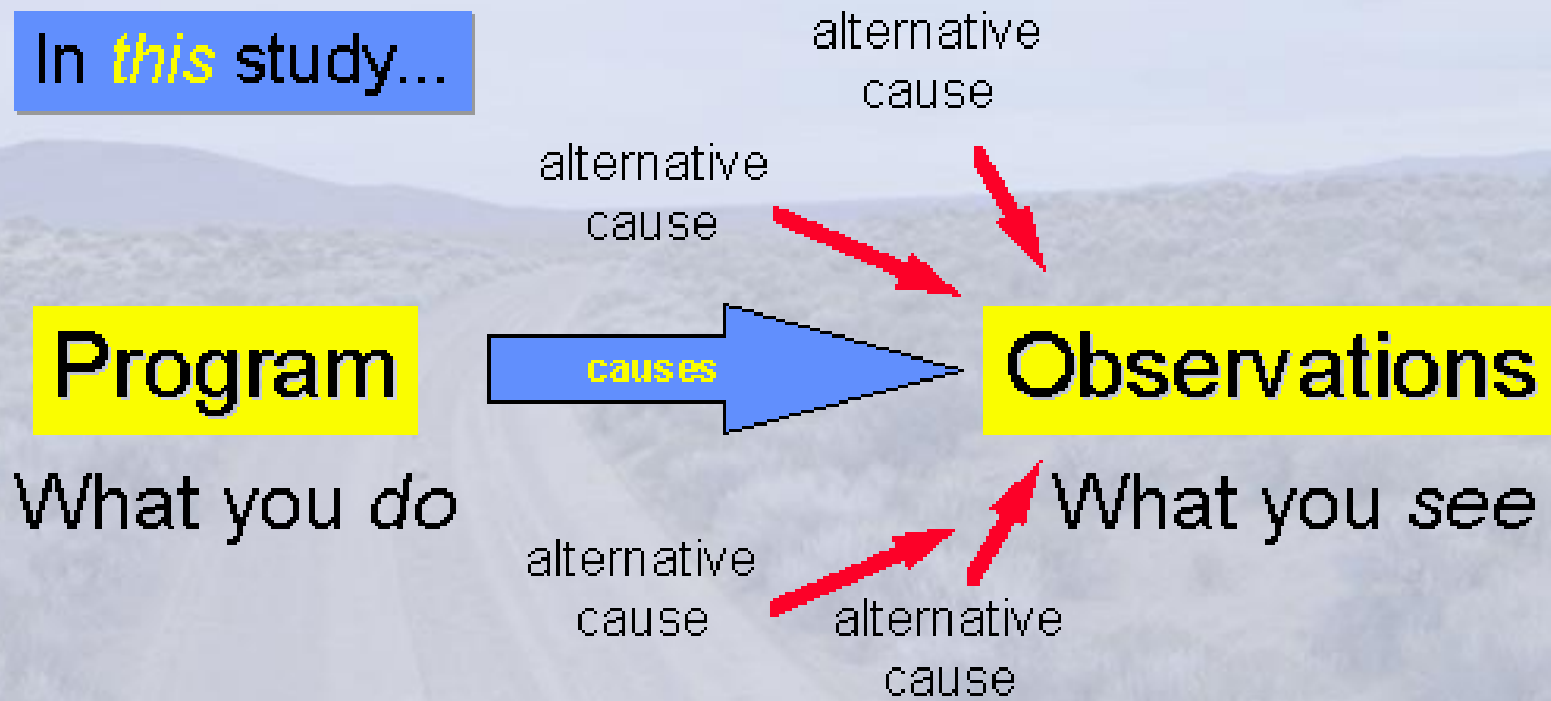 In this study...
alternative
cause
alternative
cause
Program
causes
Observations
What you do
What you see
alternative
cause
alternative
cause